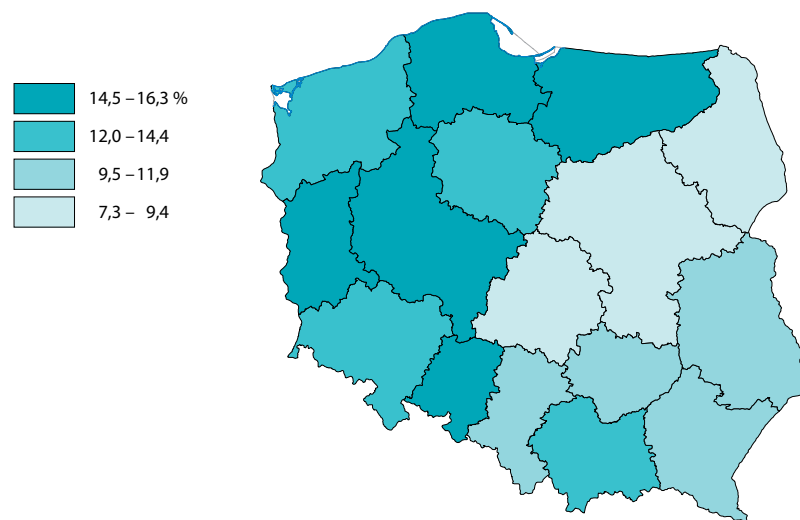 14,5 – 16,3 %
12,0 – 14,4
9,5 – 11,9
7,3 – 9,4